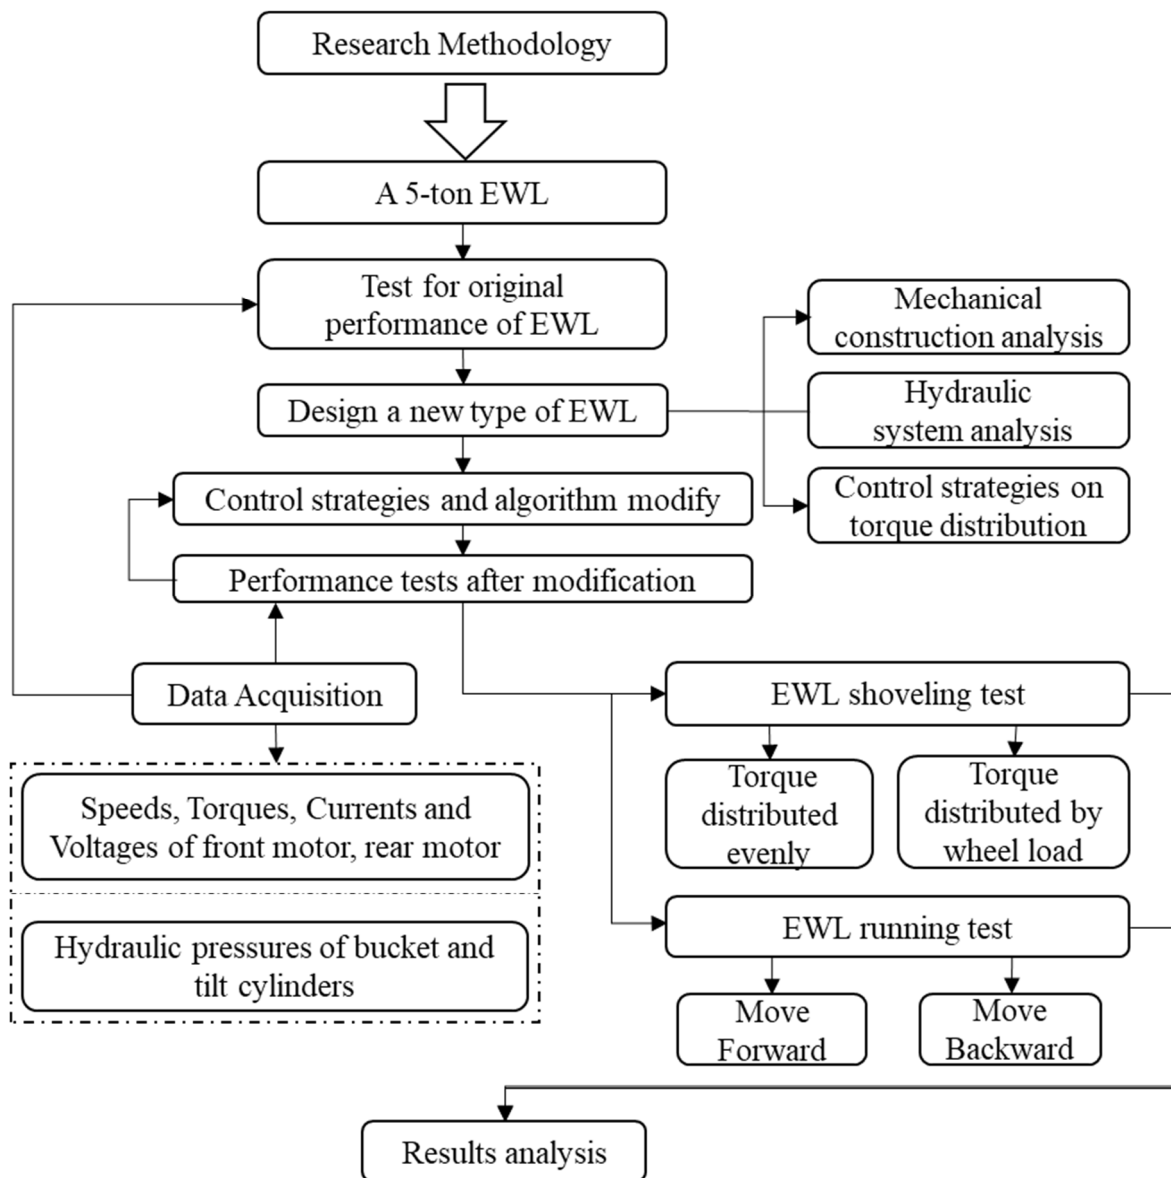 Research Methodology
A 5-ton EWL
Test for original
performance of EWL
Design a new type of EWL
Mechanical
construction analysis
Hydraulic
system analysis
Control strategies on
torque distribution
Control strategies and algorithm modify
Performance tests after modification
Data Acquisition
Speeds, Torques, Currents and
Voltages of front motor, rear motor
Hydraulic pressures of bucket and
tilt cylinders
EWL shoveling test
Torque
distributed
evenly
Torque
distributed by
wheel load
EWL running test
Move
Forward
Move
Backward
Results analysis